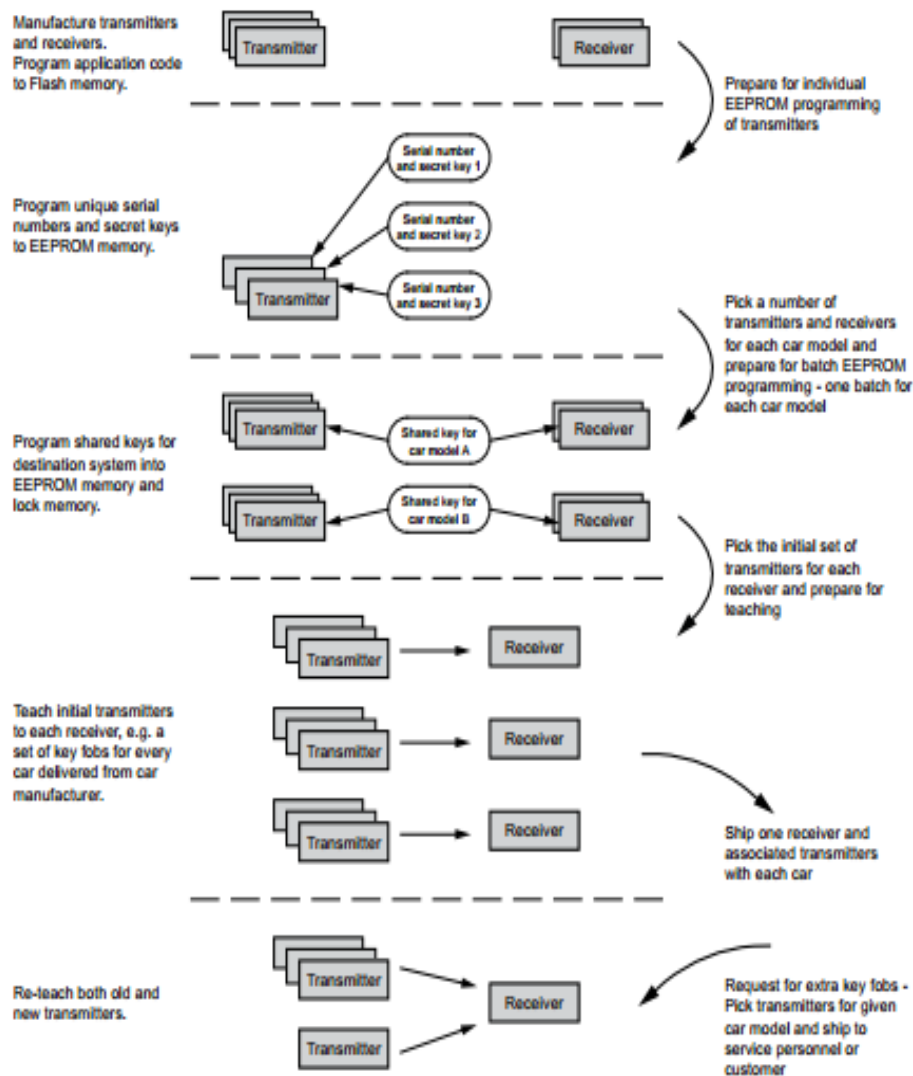 Manufacture transmitters
and receivers.
Program application code
to Flash memory.
Transmitter
Receiver
Prepare for individual
EEPROM programming
of transmitters
Serial number
and secret key 1
Program unique serial
numbers and secret keys
to EEPROM memory.
Serial number
and secret key 2
Transmitter
Serial number
and secret key 3
Pick a number of
transmitters and receivers
for each car model and
prepare for batch EEPROM
programming - one batch for
each car model
Program shared keys for
destination system into
EEPROM memory and
lock memory.
Transmitter
Shared key for
car model A
Receiver
Transmitter
Shared key for
car model B
Receiver
Pick the initial set of
transmitters for each
receiver and prepare for
teaching
Transmitter
Receiver
Teach initial transmitters
to each receiver, e.g. a
set of key fobs for every
car delivered from car
manufacturer.
Transmitter
Receiver
Transmitter
Receiver
Ship one receiver and
associated transmitters
with each car
Re-teach both old and
new transmitters.
Transmitter
Receiver
Transmitter
Request for extra key fobs -
Pick transmitters for given
car model and ship to
service personnel or
customer